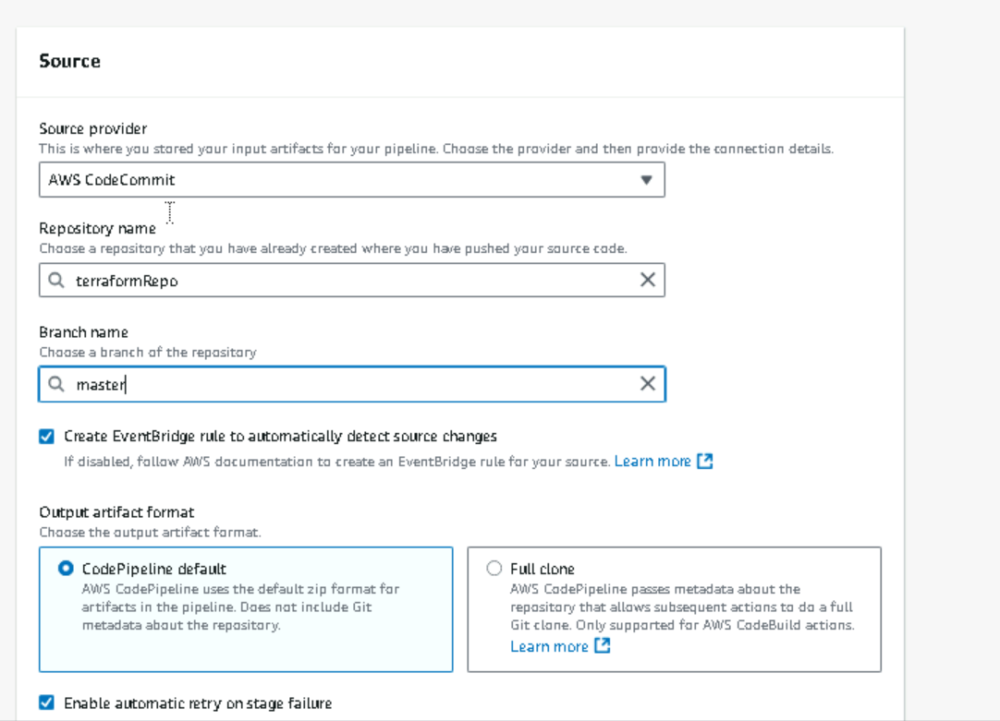 Source
Source provider
This is where you stored your input artifacts for your pipeline. Choose the provider and then provide the connection details.
AWS CodeCommit
Repository name
Choose a repository that you have already created where you have pushed your source code.
terraformRepo
Branch name
Choose a branch of the repository
master
Create EventBridge rule to automatically detect source changes
If disabled, follow AWS documentation to create an EventBridge rule for your source. Learn more
Output artifact format
Choose the output artifact format.
CodePipeline default
AWS CodePipeline uses the default zip format for
artifacts in the pipeline. Does not include Git
metadata about the repository.
Full clone
AWS CodePipeline passes metadata about the
repository that allows subsequent actions to do a full
Git clone. Only supported for AWS CodeBuild actions.
Learn more
Enable automatic retry on stage failure